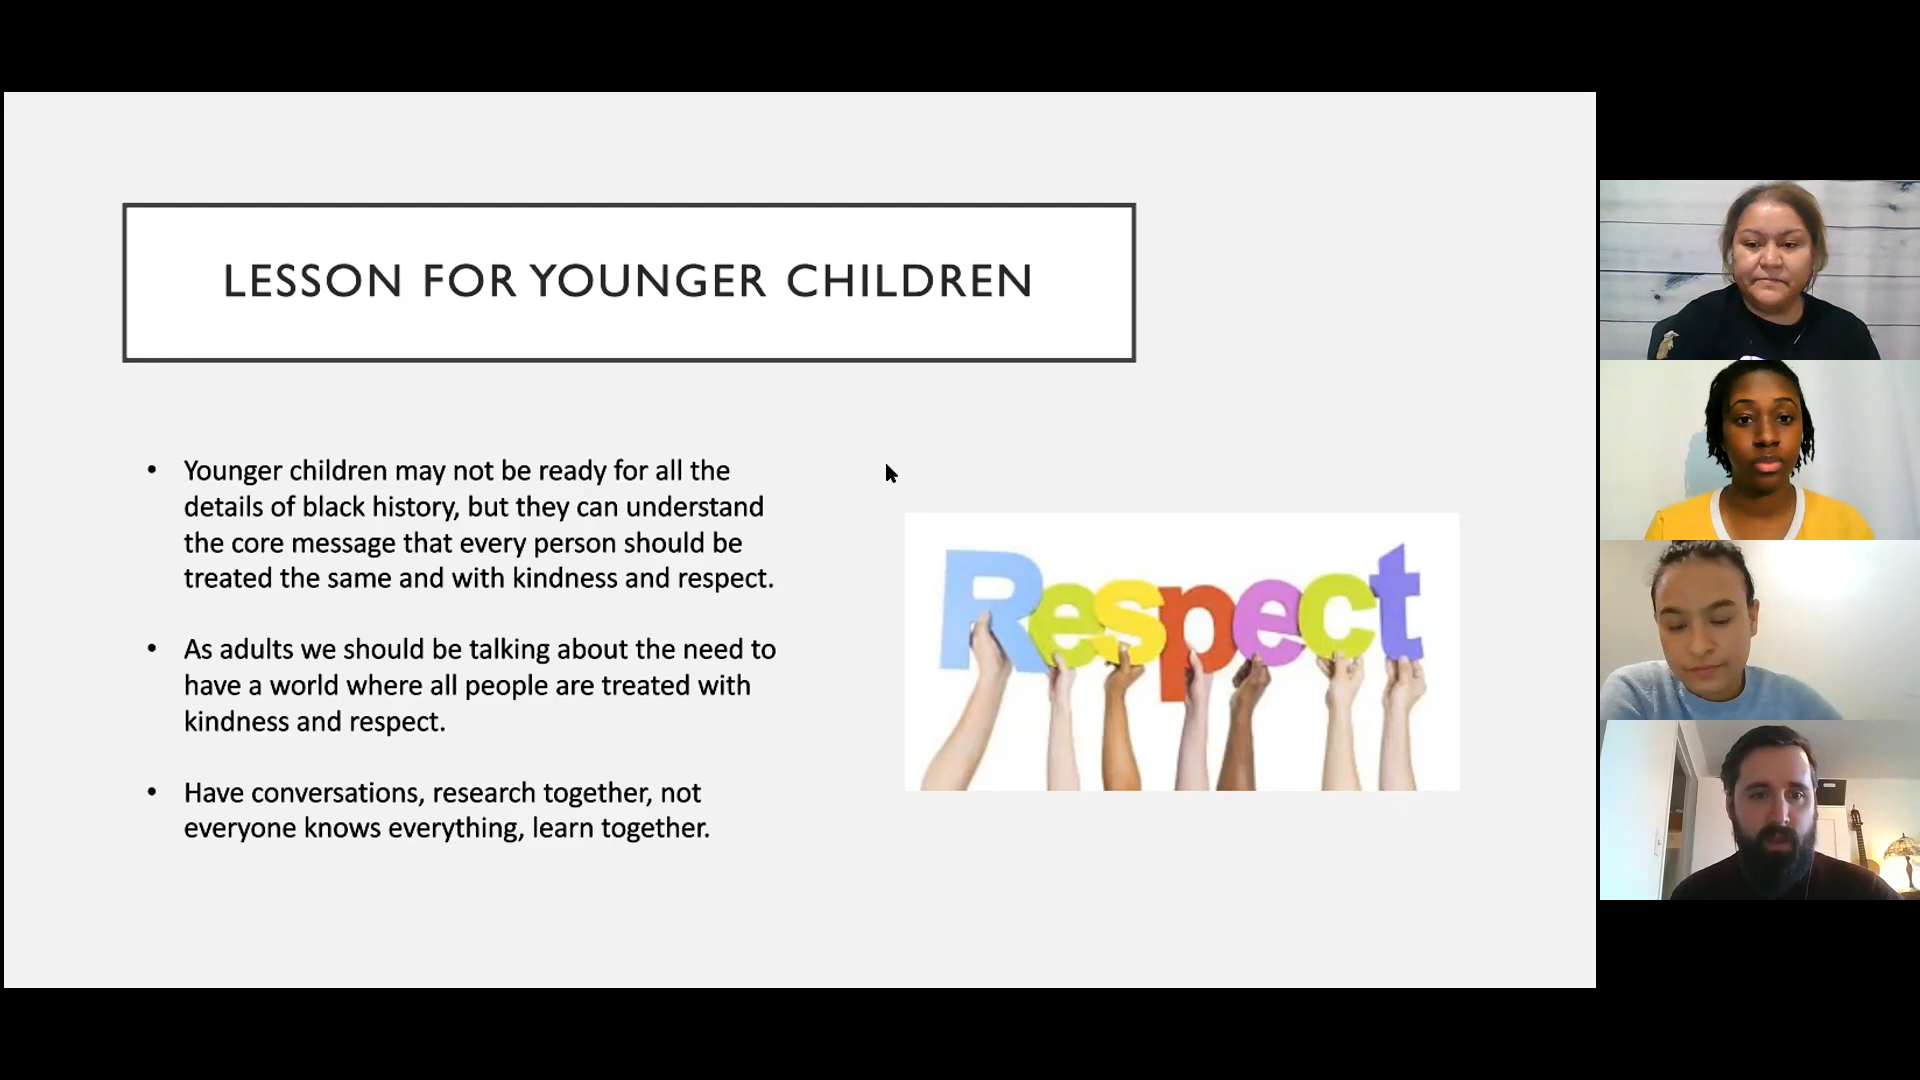 LESSON FOR YOUNGER CHILDREN
• Younger children may not be ready for all the
details of black history, but they can understand
the core message that every person should be
treated the same and with kindness and respect.
• As adults we should be talking about the need to
have a world where all people are treated with
kindness and respect.
• Have conversations, research together, not
everyone knows everything, learn together.
Respect